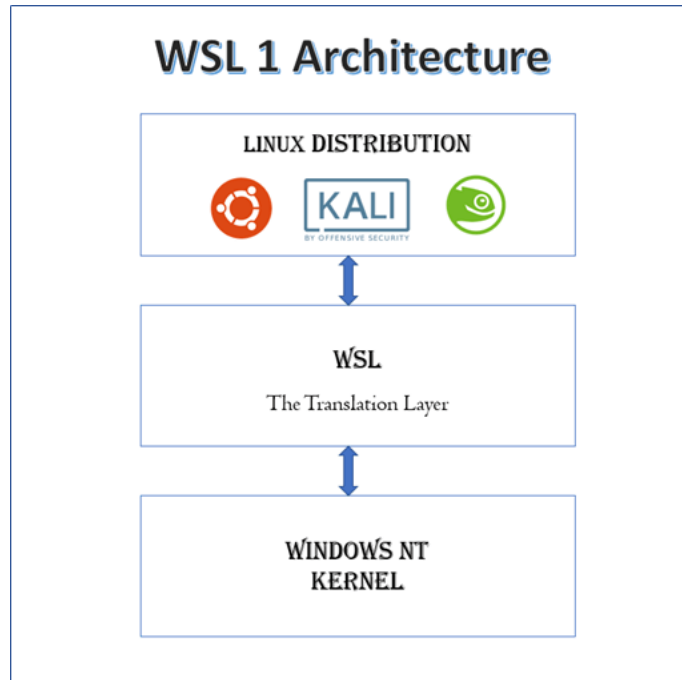 WSL 1 Architecture
LINUX DISTRIBUTION
KALI
BY OFFENSIVE SECURITY
WSL
The Translation Layer
WINDOWS NT
KERNEL